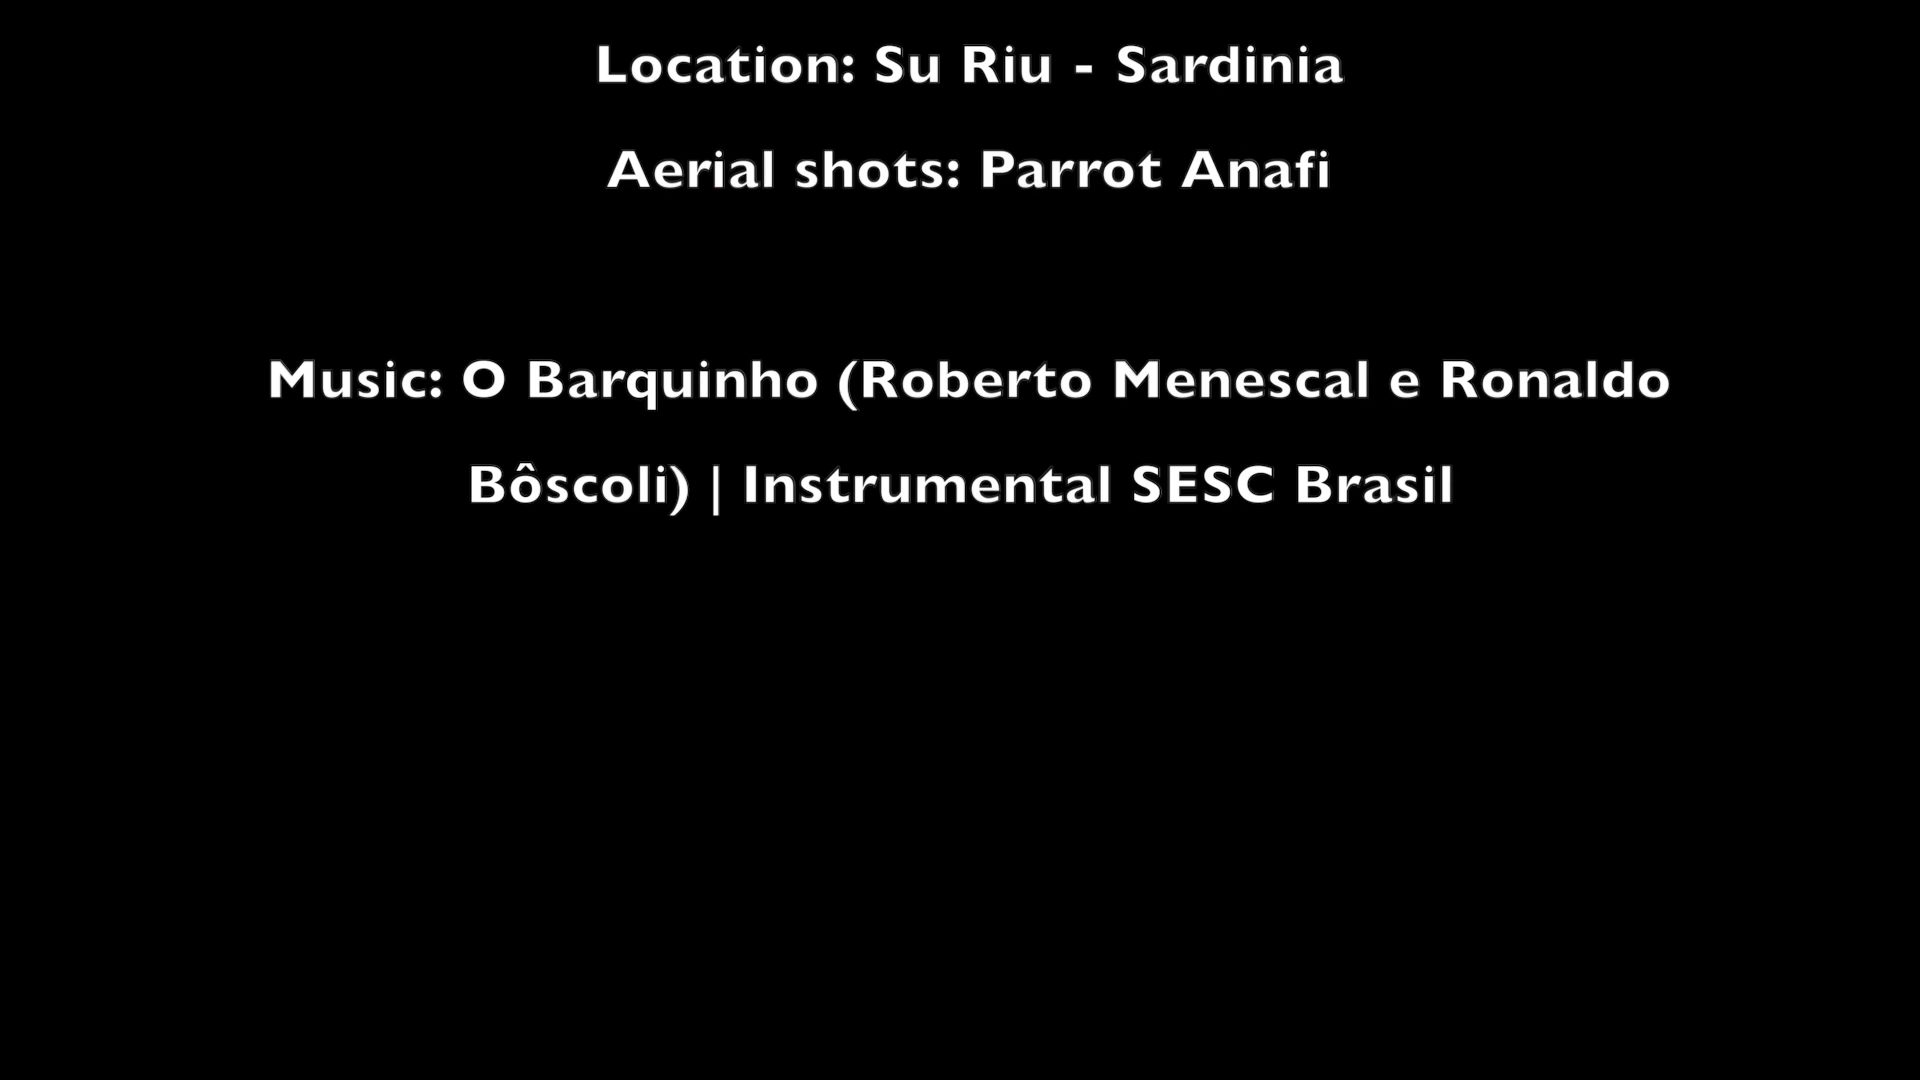 Location: Su Riu - Sardinia
Aerial shots: Parrot Anafi
Music: O Barquinho (Roberto Menescal e Ronaldo
Bôscoli) | Instrumental SESC Brasil